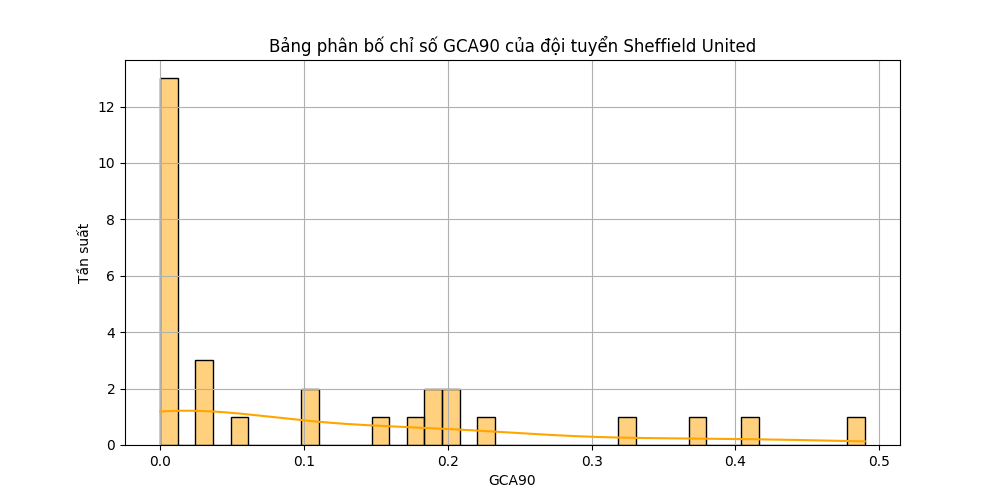 Bảng phân bố chỉ số GCA90 của đội tuyển Sheffield United
Tần suất
12
10
8
6
4
2
0
0.0 0.1 0.2 0.3 0.4 0.5
GCA90